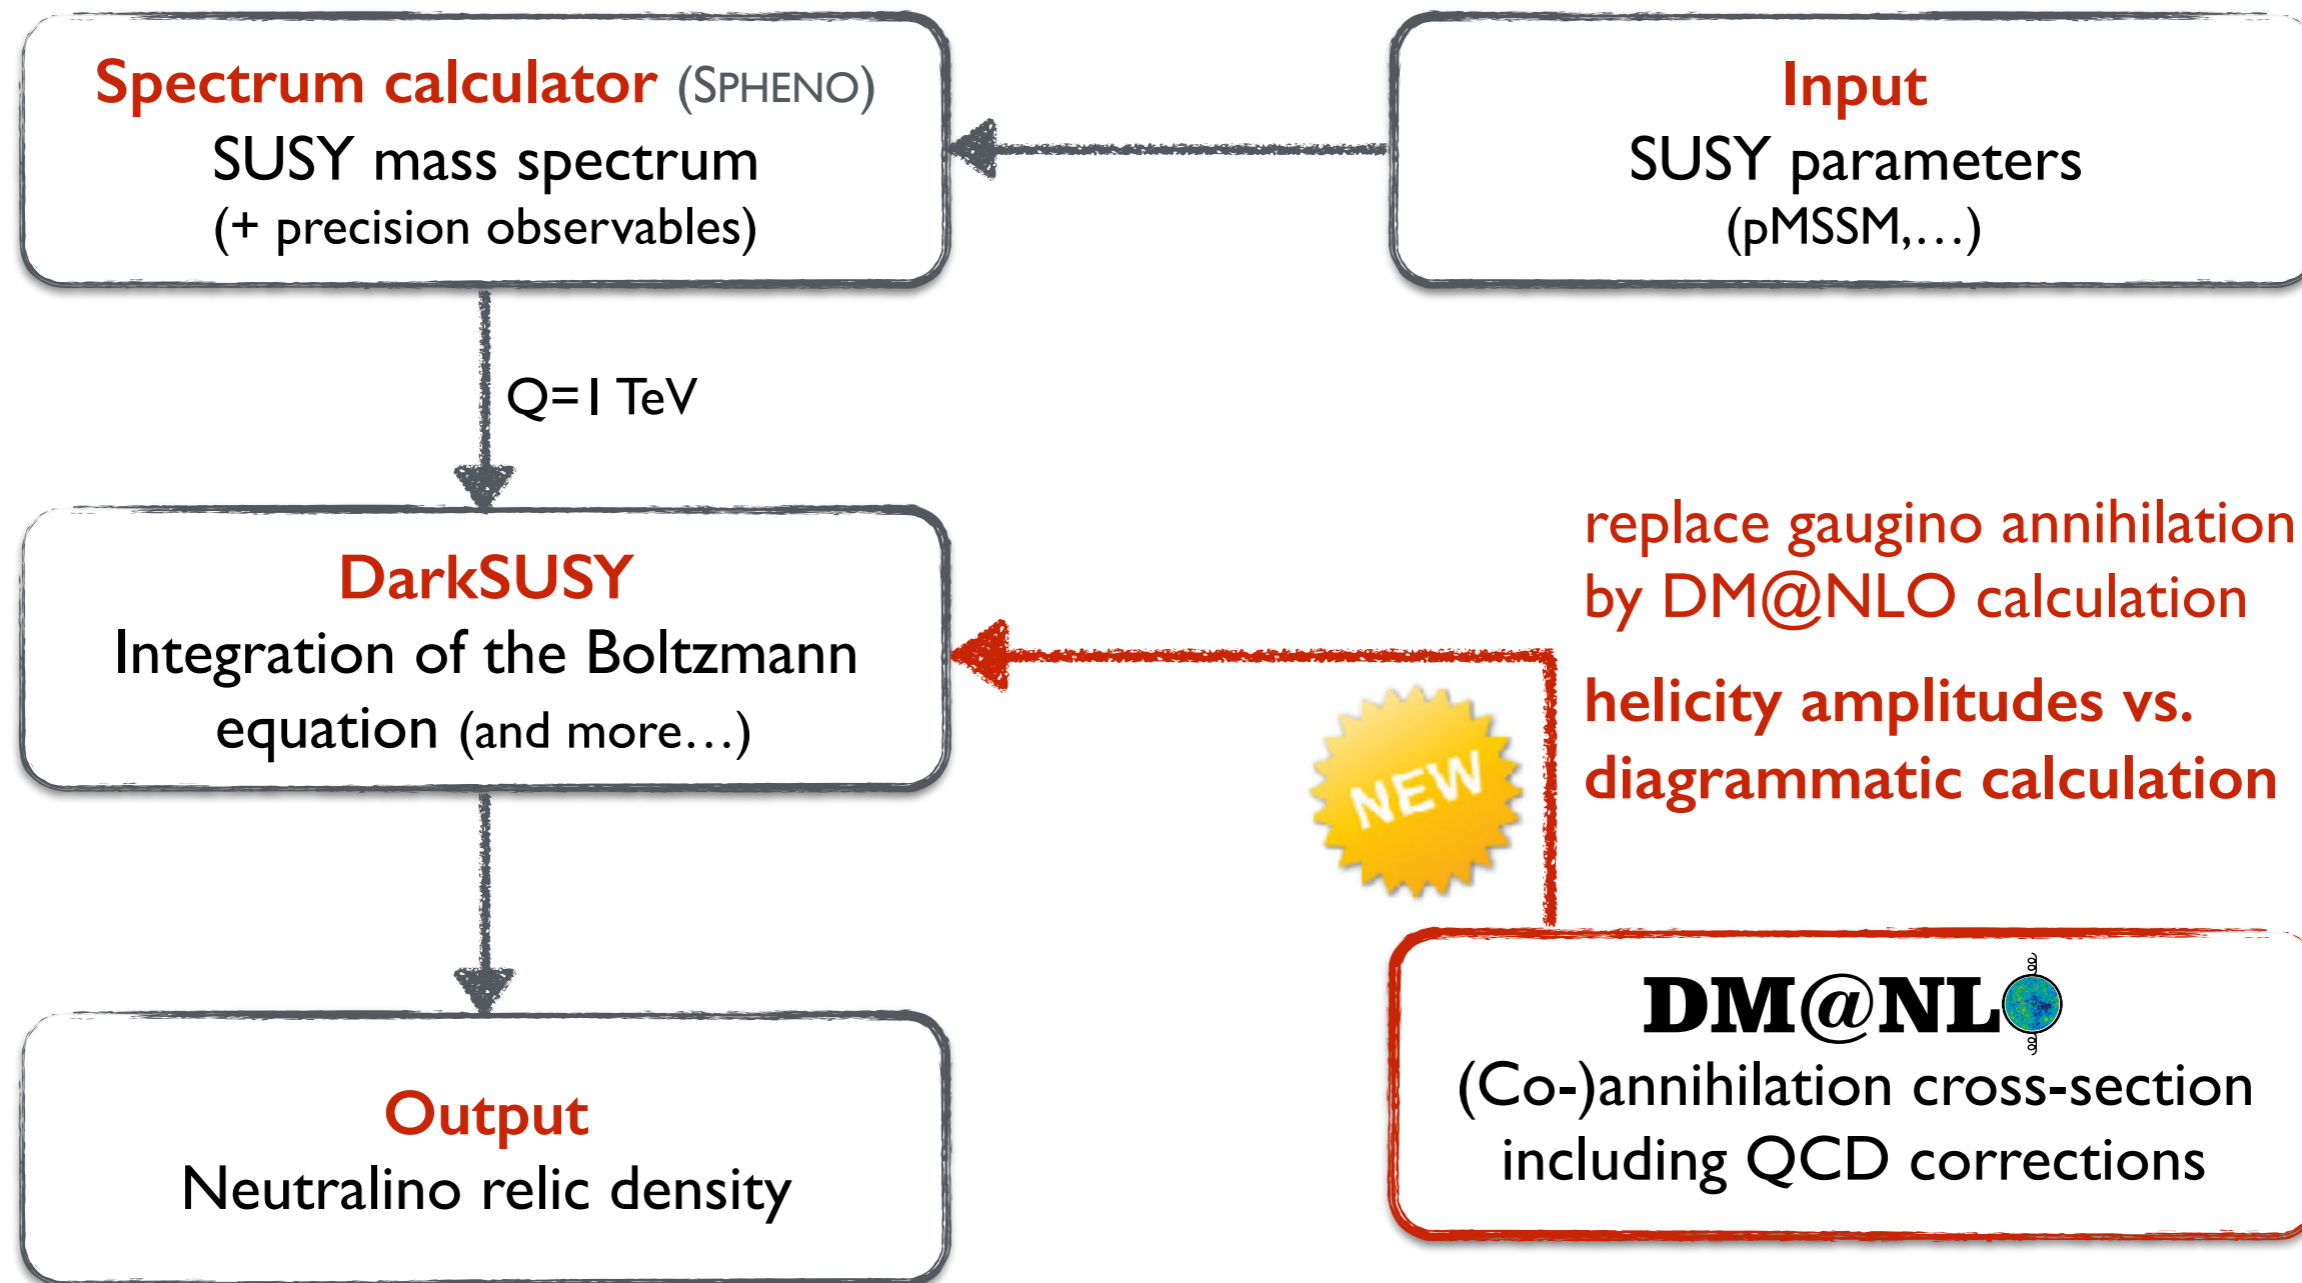 Spectrum calculator (SPHENO)
SUSY mass spectrum
(+ precision observables)
Input
SUSY parameters
(pMSSM,…)
Q=1 TeV
DarkSUSY
Integration of the Boltzmann
equation (and more…)
replace gaugino annihilation
by DM@NLO calculation
helicity amplitudes vs.
diagrammatic calculation
NEW
DM@NLO
(Co-)annihilation cross-section
including QCD corrections
Output
Neutralino relic density